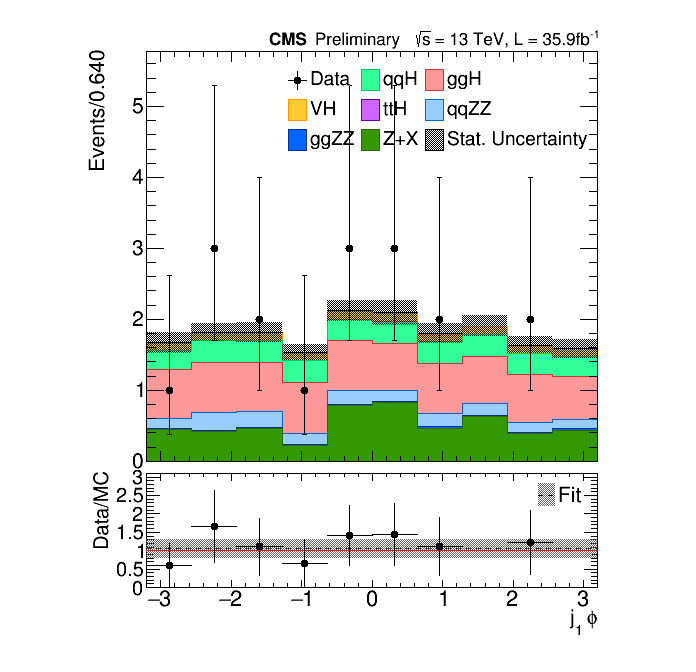 CMS Preliminary √s = 13 TeV, L = 35.9fb⁻¹
Events/0.640
Data qqH ggH
VH ttH qqZZ
ggZZ Z+X Stat. Uncertainty
5
4
3
2
1
0
Data/MC
Fit
3
2.5
2
1.5
1
0.5
0
−3 −2 −1 0 1 2 3
j₁ ϕ